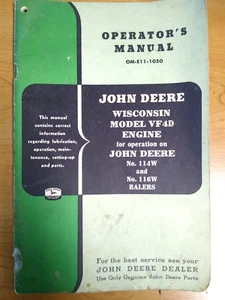 OPERATOR'S
MANUAL
OM-E11-1050
This manual
contains correct
information
regarding lubrication,
operation, main-
tenance, setting-up
and parts.
JOHN DEERE
WISCONSIN
MODEL VF4D
ENGINE
for operation on
JOHN DEERE
No. 114W
and
No. 116W
BALERS
For the best service see your
JOHN DEERE DEALER
Use Only Genuine John Deere Parts